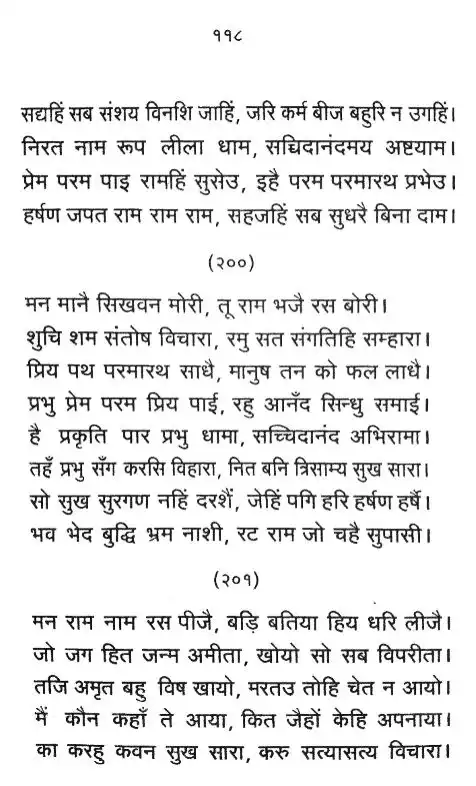 ११८
सद्यहिं सब संशय विनशि जाहिं, जरि कर्म बीज बहुरि न उगहिं।
निरत नाम रूप लीला धाम, सच्चिदानंदमय अष्टयाम।
प्रेम परम पाइ रामहिं सुसेउ, इहै परम परमारथ प्रभेउ।
हर्षण जपत राम राम राम, सहजहिं सब सुधरै बिना दाम।
(२००)
मन मानै सिखवन मोरी, तू राम भजै रस बोरी।
शुचि शम संतोष विचारा, रमु सत संगतिहि सम्हारा।
प्रिय पथ परमारथ साधै, मानुष तन को फल लाधै।
प्रभु प्रेम परम प्रिय पाई, रहु आनँद सिन्धु समाई।
है प्रकृति पार प्रभु धामा, सच्चिदानंद अभिरामा।
तहँ प्रभु सँग करसि विहारा, नित बनि त्रिसाम्य सुख सारा।
सो सुख सुरगण नहिं दरशैं, जेहिं पगि हरि हर्षण हर्षैं।
भव भेद बुद्धि भ्रम नाशी, रट राम जो चहै सुपासी।
(२०१)
मन राम नाम रस पीजै, बड़ि बतिया हिय धरि लीजै।
जो जग हित जन्म अमीता, खोयो सो सब विपरीता।
तजि अमृत बहु विष खायो, मरतउ तोहि चेत न आयो।
मैं कौन कहाँ ते आया, कित जैहों केहि अपनाया।
का करहु कवन सुख सारा, करु सत्यासत्य विचारा।